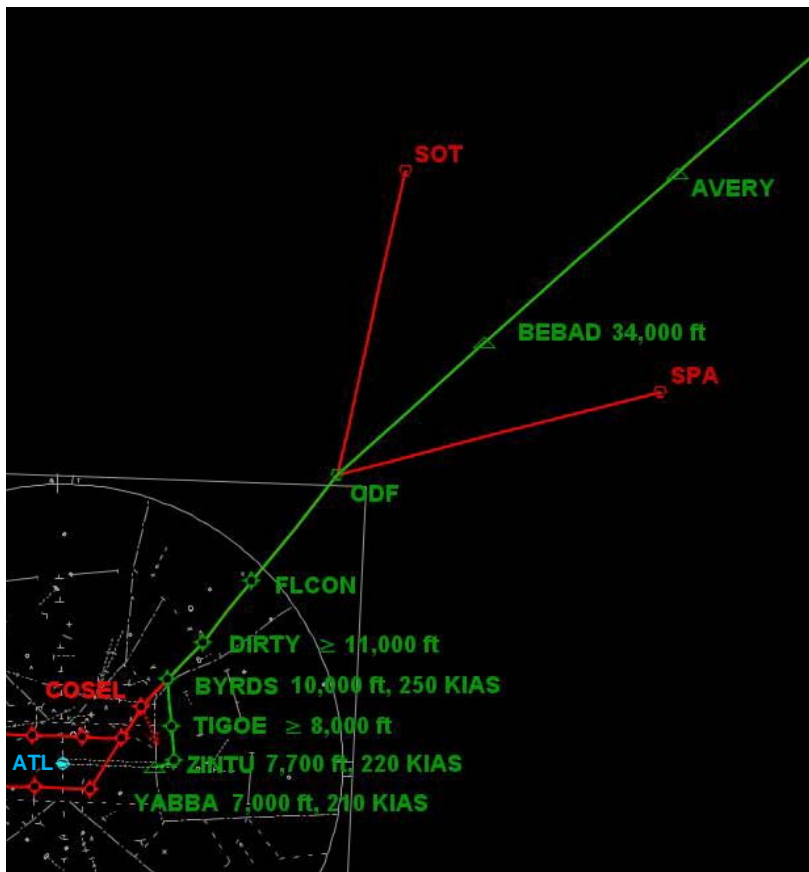 SOT
AVERY
BEBAD 34,000 ft
SPA
ODF
FLCON
DIRTY ≥ 11,000 ft
COSEL
BYRDS 10,000 ft, 250 KIAS
TIGOE ≥ 8,000 ft
ATL
ZHITU 7,700 ft, 220 KIAS
YABBA 7,000 ft, 210 KIAS